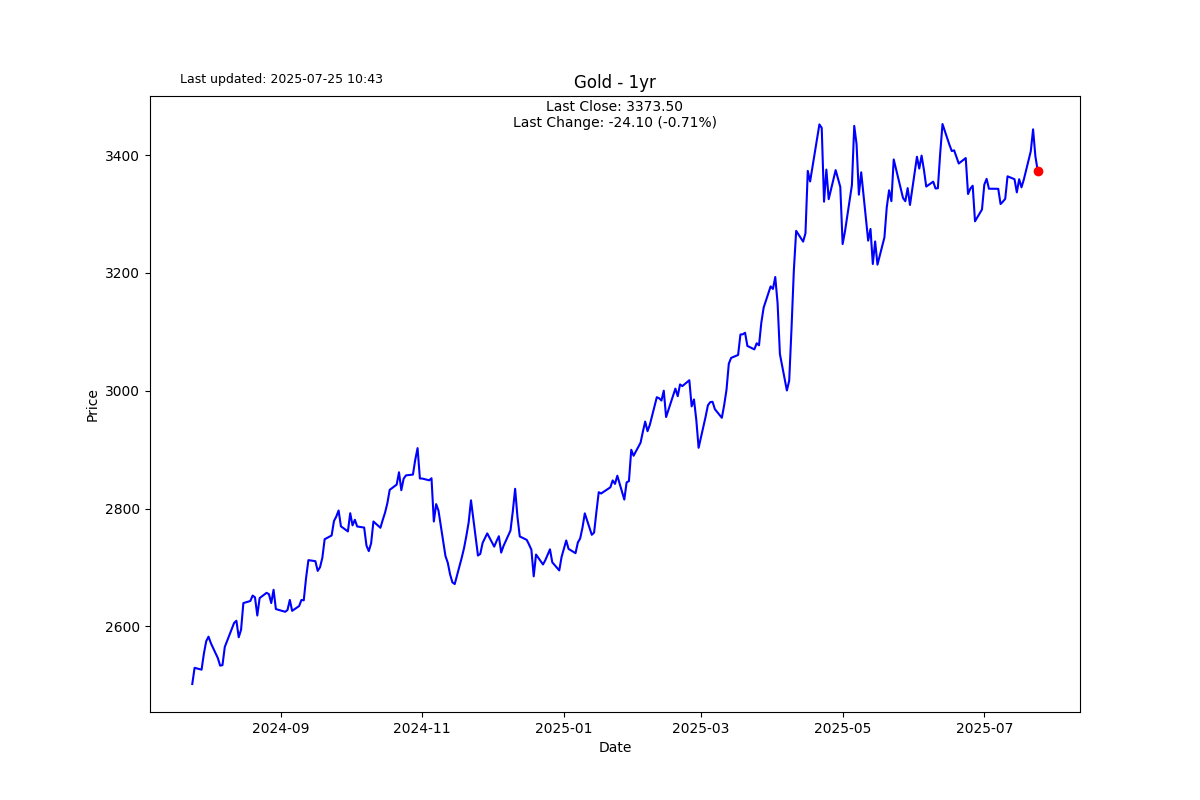 Last updated: 2025-07-25 10:43
Gold - 1yr
Last Close: 3373.50
Last Change: -24.10 (-0.71%)
3400
3200
3000
2800
2600
Price
2024-09
2024-11
2025-01
2025-03
2025-05
2025-07
Date